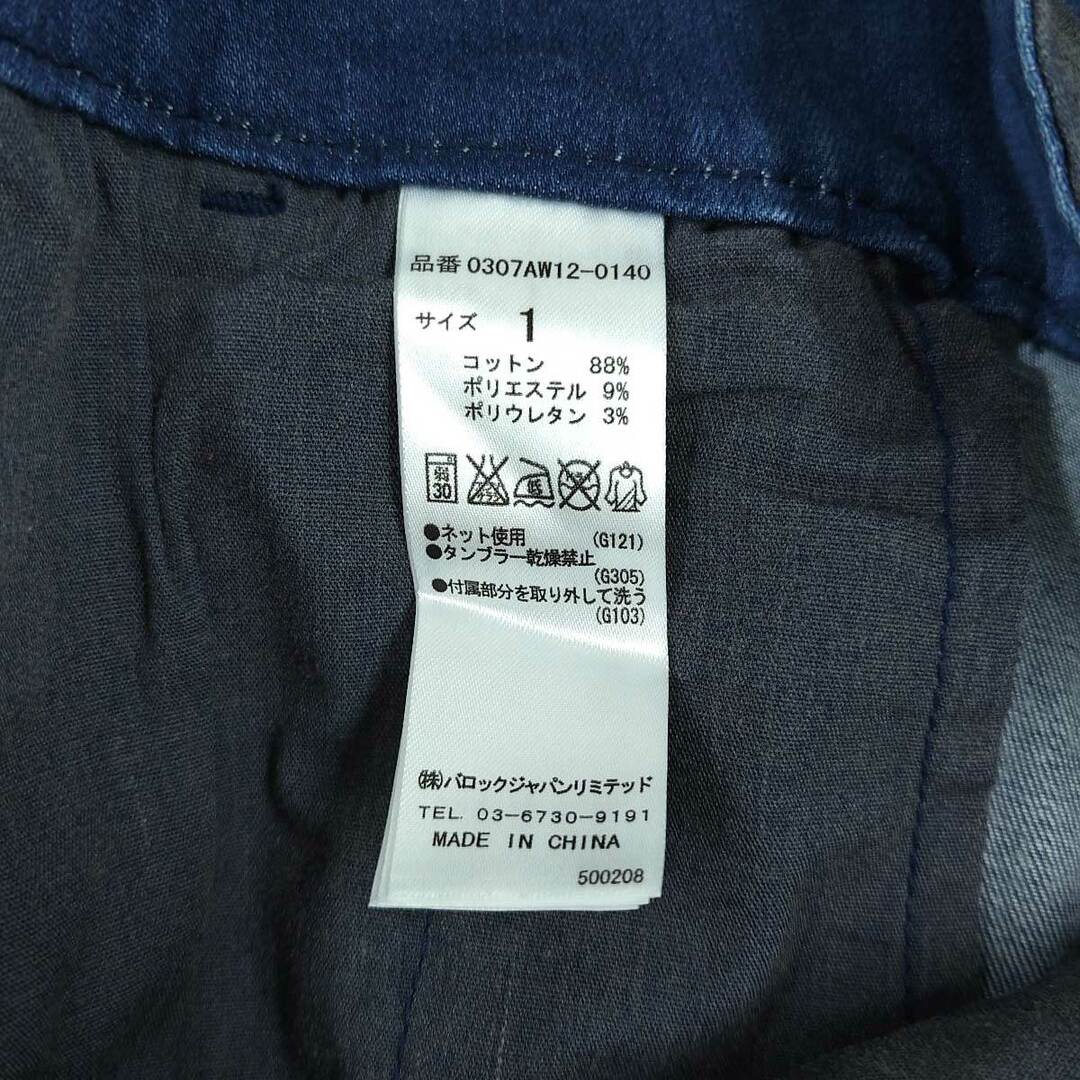 品番 0307AW12-0140
サイズ 1
コットン 88%
ポリエステル 9%
ポリウレタン 3%
弱 30 低
●ネット使用 (G121)
●タンブラー乾燥禁止 (G305)
●付属部分を取り外して洗う (G103)
㈱バロックジャパンリミテッド
TEL. 03-6730-9191
MADE IN CHINA
500208